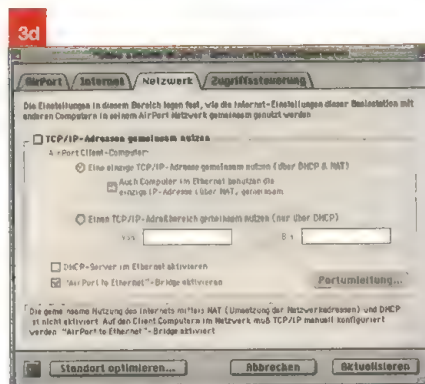 3d
AirPort Internet Netzwerk Zugriffssteuerung
Die Einstellungen in diesem Bereich legen fest, wie die Internet-Einstellungen dieser Basisstation mit
anderen Computern in seinem AirPort Netzwerk gemeinsam genutzt werden
TCP/IP-Adressen gemeinsam nutzen
AirPort Client-Computer
Eine einzige TCP/IP-Adresse gemeinsam nutzen (über DHCP & NAT)
Auch Computer im Ethernet benutzen die
einzige IP-Adresse (über NAT) gemeinsam
Einen TCP/IP-Adreßbereich gemeinsam nutzen (nur über DHCP)
Von
Bis
DHCP-Server im Ethernet aktivieren
"AirPort to Ethernet"-Bridge aktivieren
Portumleitung...
Die gemeinsame Nutzung des Internets mittels NAT (Umsetzung der Netzwerkadressen) und DHCP
ist nicht aktiviert Auf den Client Computern im Netzwerk muß TCP/IP manuell konfiguriert
werden "AirPort to Ethernet"-Bridge aktiviert
Standort optimieren... Abbrechen Aktualisieren